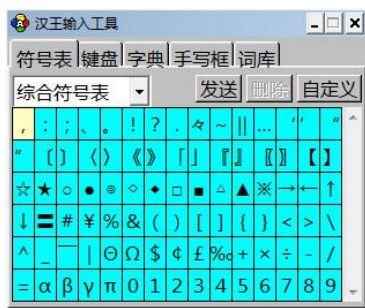 汉王输入工具
符号表 键盘 字典 手写框 词库
综合符号表 发送 删除 自定义
, : ; 、 。 ! ? . 々 ~ ‖ … ' ' "
" 〔 〕 〈 〉 《 》 「 」 『 』 〖 〗 【 】
☆ ★ ○ ● ◎ ◇ ◆ □ ■ △ ▲ ※ → ← ↑
↓ 〓 # ¥ % & ( ) [ ] { } < > \
^ _ ‾ | Θ Ω $ ¢ £ ‰ + × ÷ - /
= α β γ π 0 1 2 3 4 5 6 7 8 9